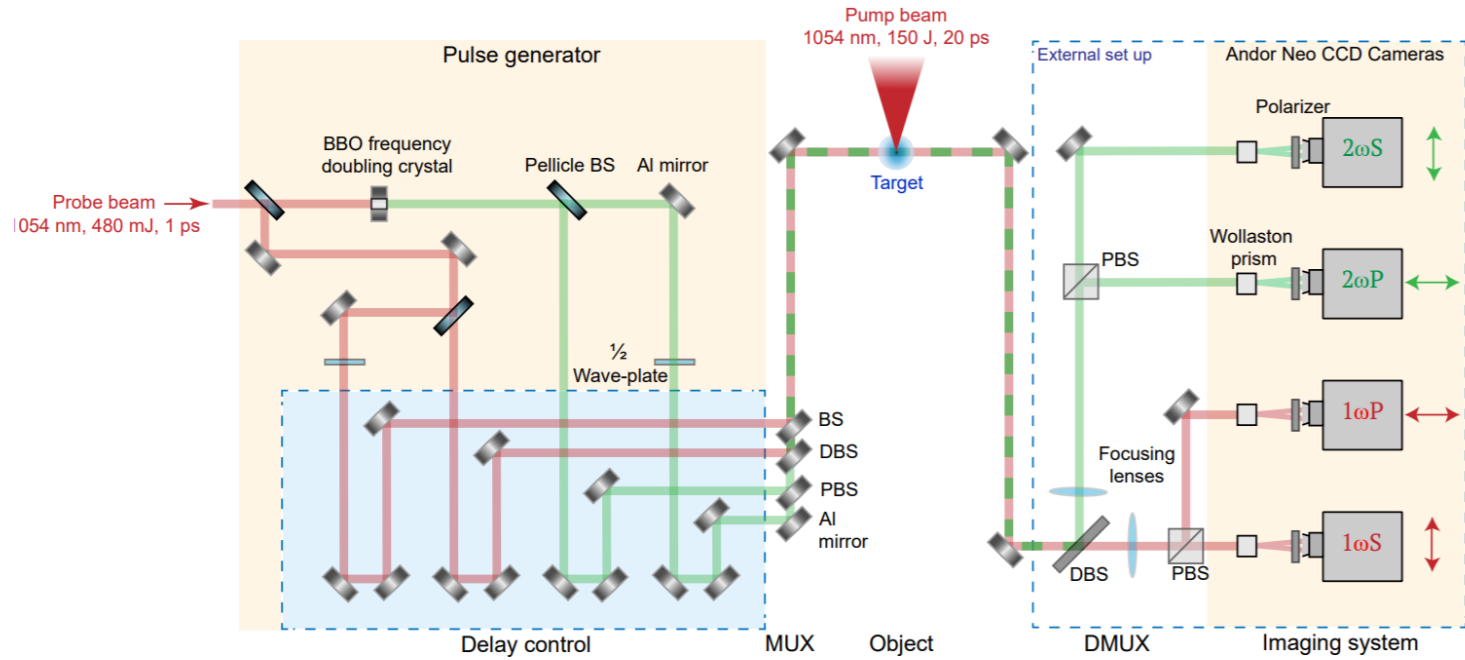 Pump beam
1054 nm, 150 J, 20 ps
Pulse generator
External set up
Andor Neo CCD Cameras
Polarizer
BBO frequency
doubling crystal
Pellicle BS
Al mirror
2ωS
Target
Probe beam
1054 nm, 480 mJ, 1 ps
Wollaston
prism
PBS
2ωP
½
Wave-plate
BS
1ωP
DBS
Focusing
lenses
PBS
Al
mirror
1ωS
DBS
PBS
Delay control
MUX
Object
DMUX
Imaging system